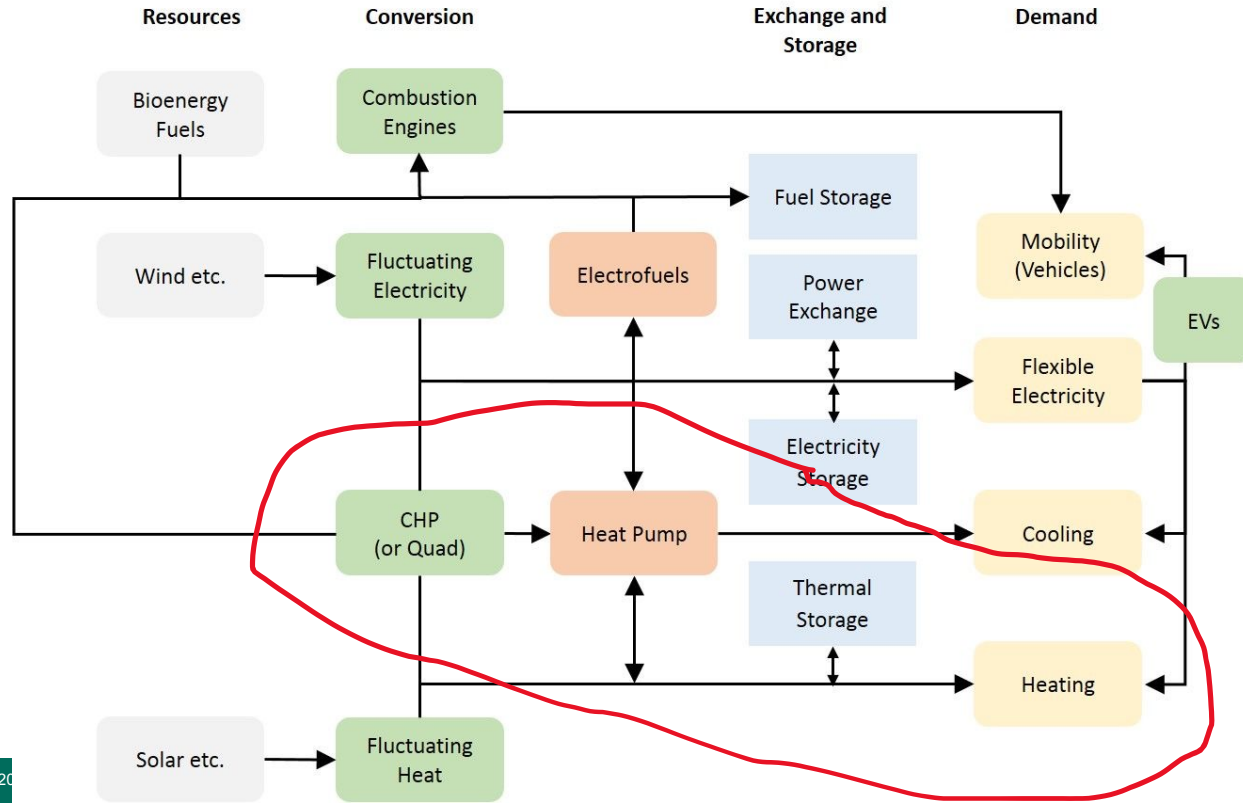 Resources
Conversion
Exchange and
Storage
Demand
Bioenergy
Fuels
Combustion
Engines
Fuel Storage
Mobility
(Vehicles)
Wind etc.
Fluctuating
Electricity
Electrofuels
Power
Exchange
EVs
Flexible
Electricity
Electricity
Storage
CHP
(or Quad)
Heat Pump
Cooling
Thermal
Storage
Heating
Solar etc.
Fluctuating
Heat
20